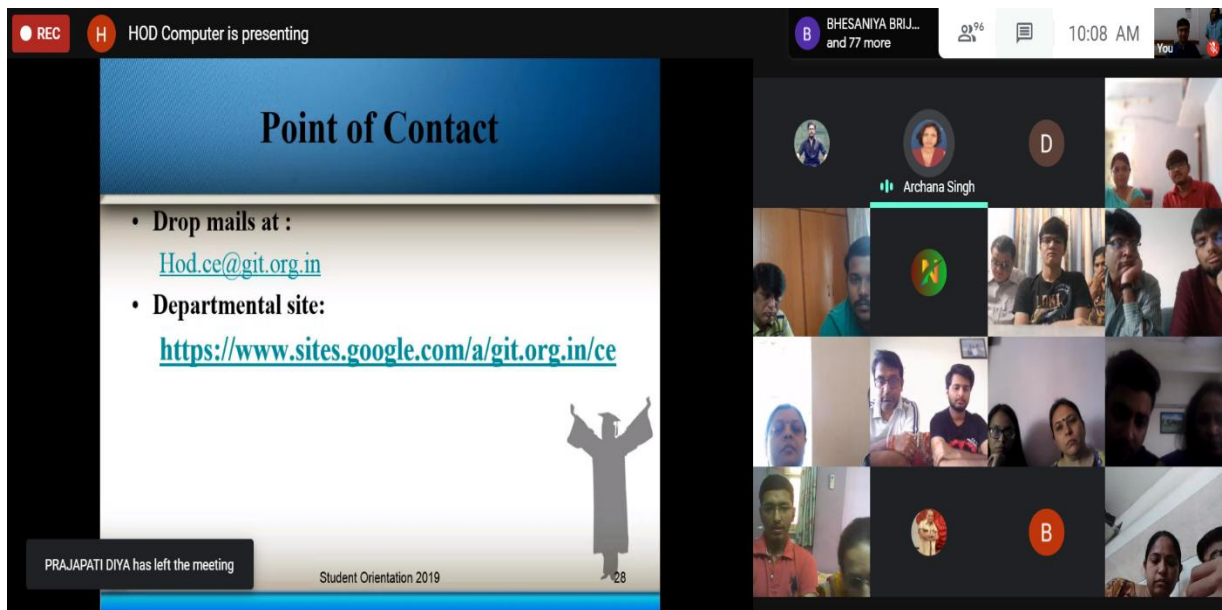 REC
H
HOD Computer is presenting
B
BHESANIYA BRIJ...
and 77 more
96
10:08 AM
You
Point of Contact
• Drop mails at :
Hod.ce@git.org.in
• Departmental site:
https://www.sites.google.com/a/git.org.in/ce
PRAJAPATI DIYA has left the meeting
Student Orientation 2019
28
D
Archana Singh
N
B